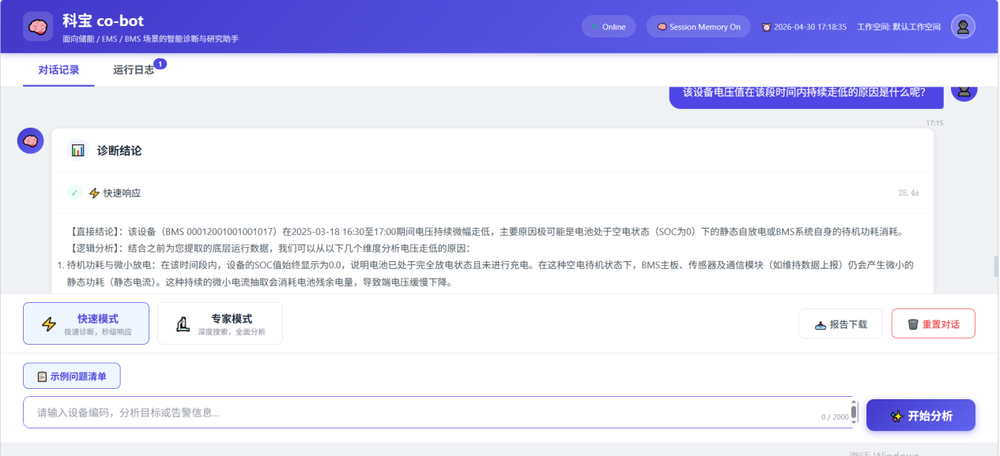 科宝 co-bot
面向储能 / EMS / BMS 场景的智能诊断与研究助手
Online
Session Memory On
2026-04-30 17:18:35
工作空间: 默认工作空间
对话记录
运行日志
1
该设备电压值在该段时间内持续走低的原因是什么呢?
17:15
诊断结论
✓
快速响应
28.4s
【直接结论】：该设备（BMS 00012001001001017）在2025-03-18 16:30至17:00期间电压持续微幅走低，主要原因极可能是电池处于空电状态（SOC为0）下的静态自放电或BMS系统自身的待机功耗消耗。
【逻辑分析】：结合之前为您提取的底层运行数据，我们可以从以下几个维度分析电压走低的原因：
1. 待机功耗与微小放电：在该时间段内，设备的SOC值始终显示为0.0，说明电池已处于完全放电状态且未进行充电。在这种空电待机状态下，BMS主板、传感器及通信模块（如维持数据上报）仍会产生微小的
静态功耗（静态电流）。这种持续的微小电流抽取会消耗电池残余电量，导致端电压缓慢下降。
快速模式
极速诊断，秒级响应
专家模式
深度搜索，全面分析
报告下载
重置对话
示例问题清单
请输入设备编码，分析目标或告警信息...
0 / 2000
开始分析
激活 Windows